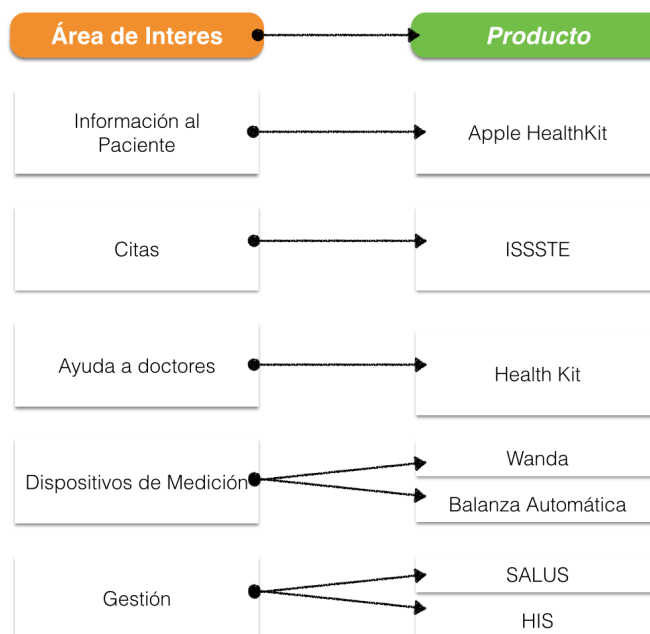 Área de Interes
Producto
Información al
Paciente
Apple HealthKit
Citas
ISSSTE
Ayuda a doctores
Health Kit
Dispositivos de Medición
Wanda
Balanza Automática
Gestión
SALUS
HIS